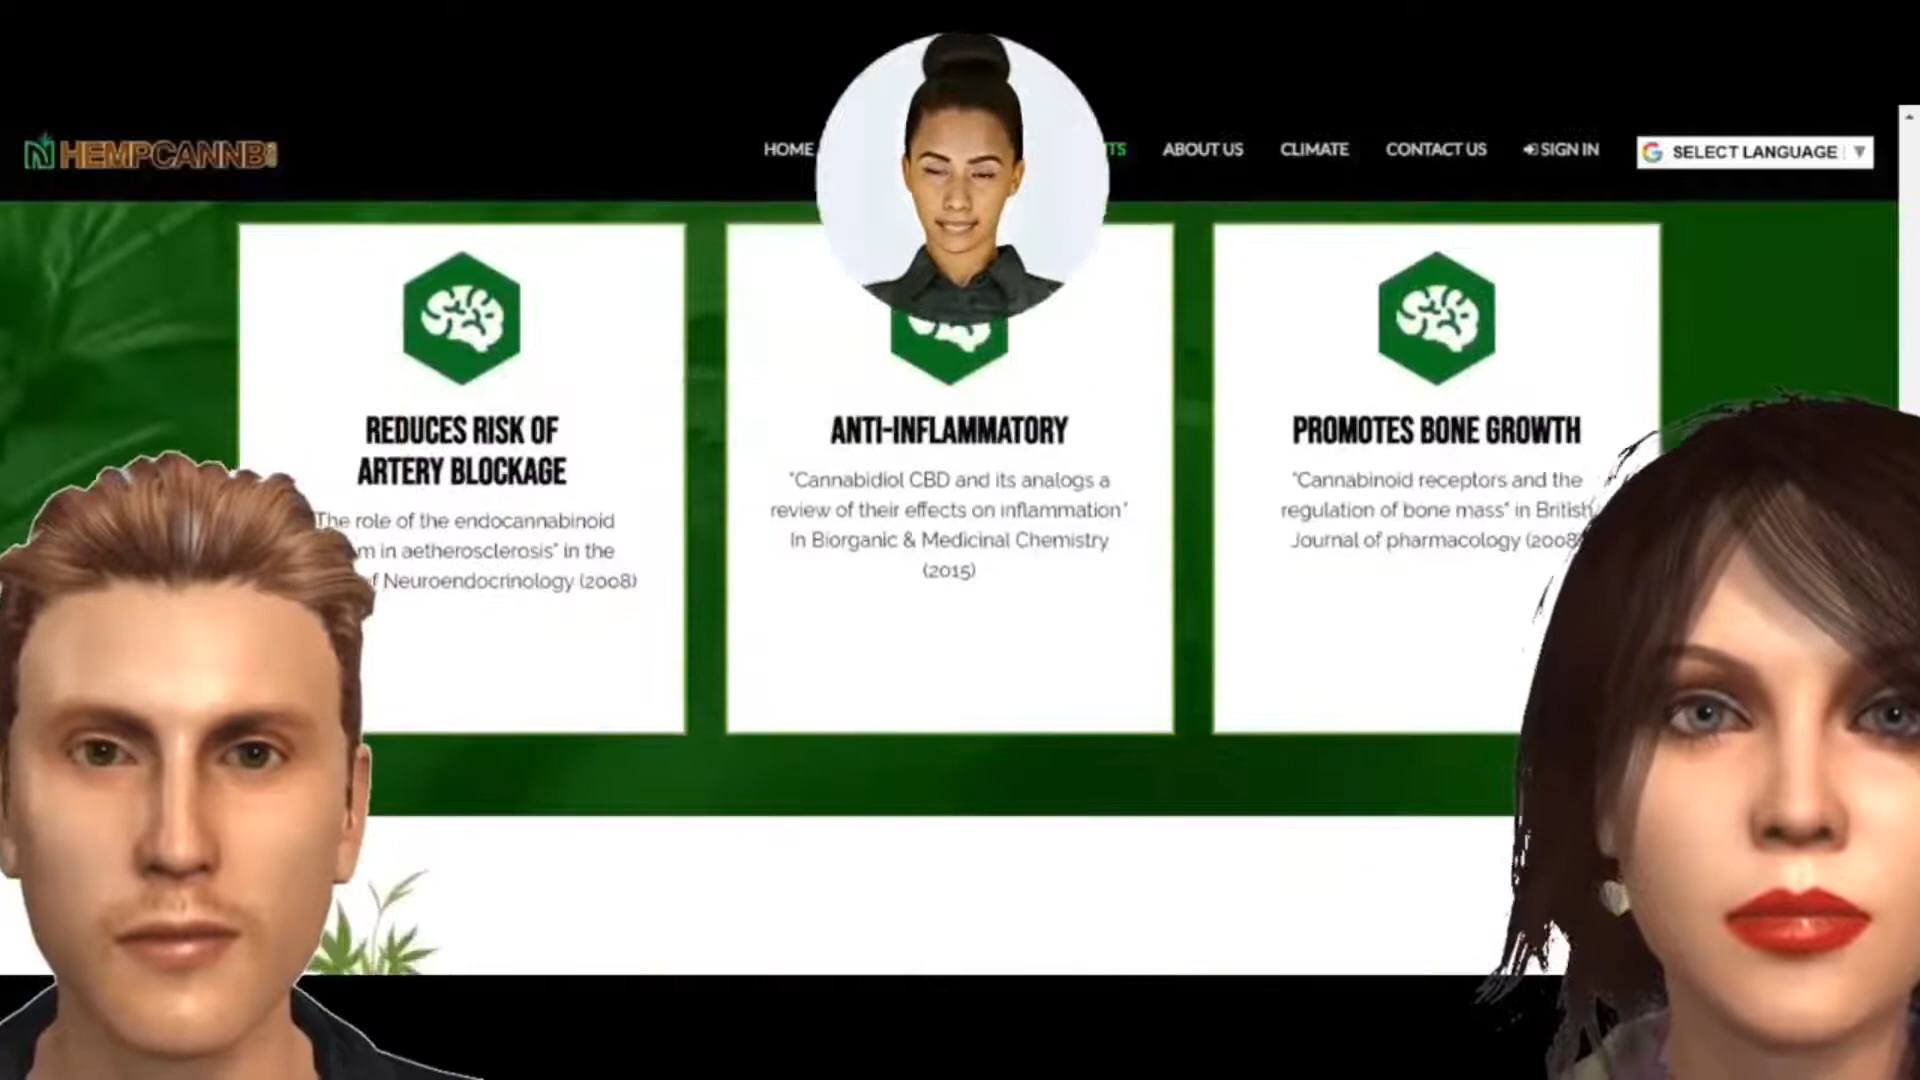 HEMPCANNB
HOME
TS
ABOUT US
CLIMATE
CONTACT US
SIGN IN
SELECT LANGUAGE
REDUCES RISK OF
ARTERY BLOCKAGE
The role of the endocannabinoid
m in aetherosclerosis" in the
of Neuroendocrinology (2008)
ANTI-INFLAMMATORY
"Cannabidiol CBD and its analogs a
review of their effects on inflammation"
In Biorganic & Medicinal Chemistry
(2015)
PROMOTES BONE GROWTH
"Cannabinoid receptors and the
regulation of bone mass" in British
Journal of pharmacology (2008)